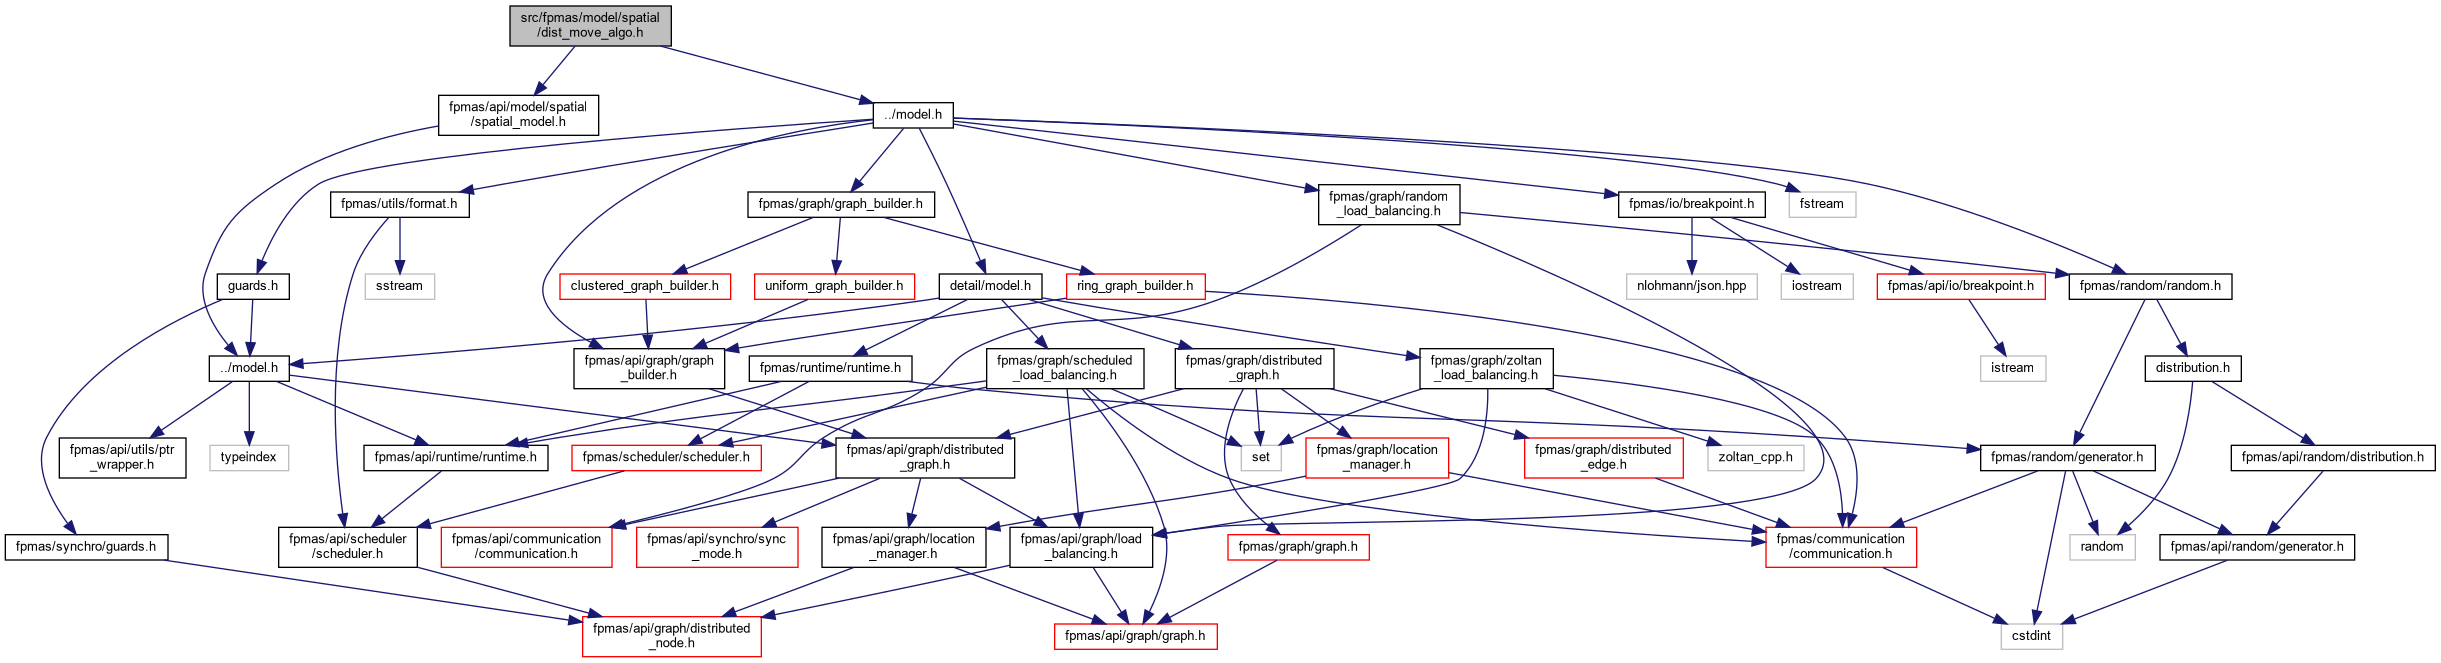 src/fpmas/model/spatial
/dist_move_algo.h
fpmas/api/model/spatial
/spatial_model.h
../model.h
fpmas/utils/format.h
fpmas/graph/graph_builder.h
fpmas/graph/random
_load_balancing.h
fpmas/io/breakpoint.h
fstream
guards.h
sstream
clustered_graph_builder.h
uniform_graph_builder.h
detail/model.h
ring_graph_builder.h
nlohmann/json.hpp
iostream
fpmas/api/io/breakpoint.h
fpmas/random/random.h
../model.h
fpmas/api/graph/graph
_builder.h
fpmas/runtime/runtime.h
fpmas/graph/scheduled
_load_balancing.h
fpmas/graph/distributed
_graph.h
fpmas/graph/zoltan
_load_balancing.h
istream
distribution.h
fpmas/api/utils/ptr
_wrapper.h
typeindex
fpmas/api/runtime/runtime.h
fpmas/scheduler/scheduler.h
fpmas/api/graph/distributed
_graph.h
set
fpmas/graph/location
_manager.h
fpmas/graph/distributed
_edge.h
zoltan_cpp.h
fpmas/random/generator.h
fpmas/api/random/distribution.h
fpmas/synchro/guards.h
fpmas/api/scheduler
/scheduler.h
fpmas/api/communication
/communication.h
fpmas/api/synchro/sync
_mode.h
fpmas/api/graph/location
_manager.h
fpmas/api/graph/load
_balancing.h
fpmas/graph/graph.h
fpmas/communication
/communication.h
random
fpmas/api/random/generator.h
fpmas/api/graph/distributed
_node.h
fpmas/api/graph/graph.h
cstdint